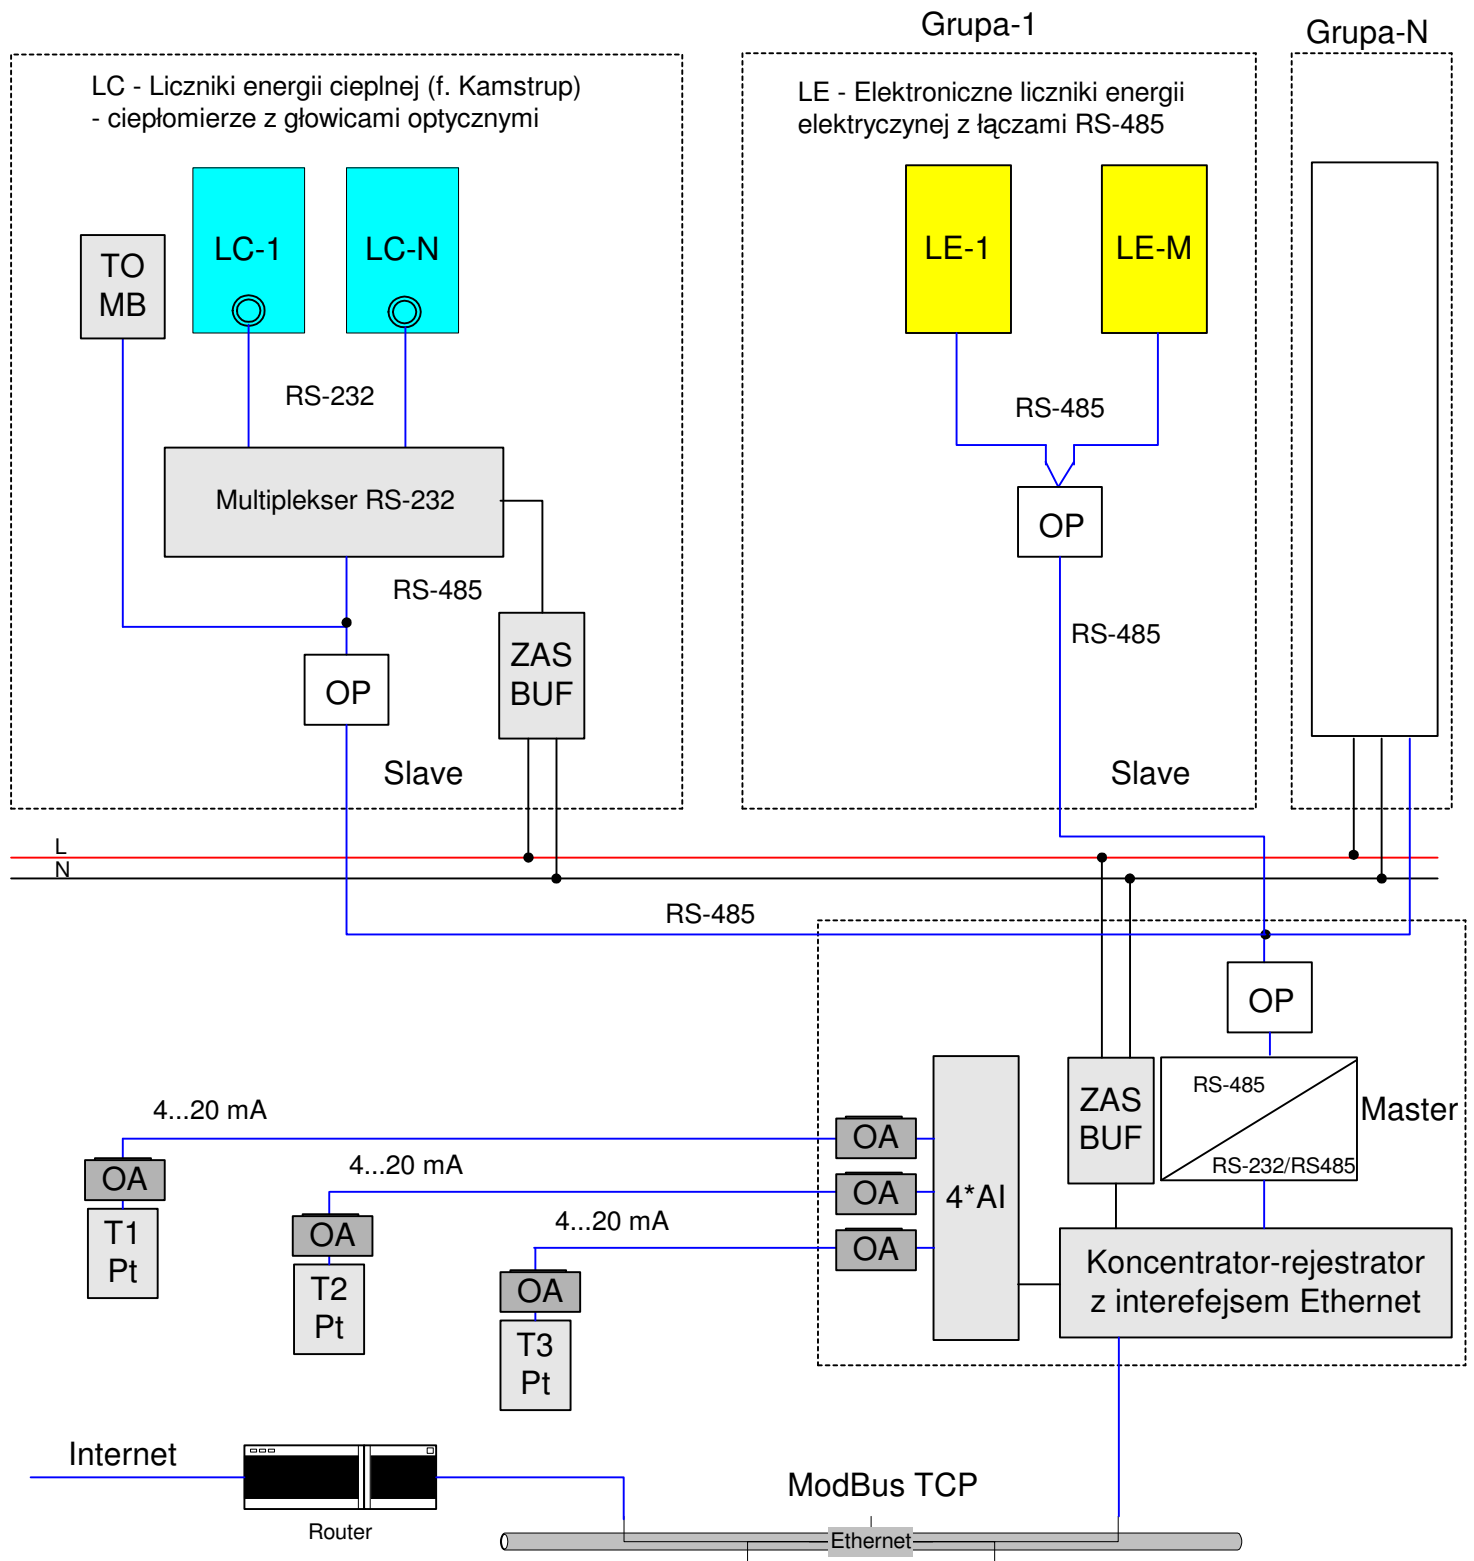 Grupa-1
Grupa-N
LC - Liczniki energii cieplnej (f. Kamstrup)
- ciepłomierze z głowicami optycznymi
LE - Elektroniczne liczniki energii
elektryczynej z łączami RS-485
TO
MB
LC-1
LC-N
LE-1
LE-M
RS-232
RS-485
Multiplekser RS-232
OP
RS-485
ZAS
BUF
RS-485
OP
Slave
Slave
L
N
RS-485
OP
RS-485
RS-232/RS485
Master
ZAS
BUF
4...20 mA
OA
4*AI
OA
T1
Pt
4...20 mA
OA
OA
T2
Pt
4...20 mA
OA
OA
T3
Pt
Koncentrator-rejestrator
z interefejsem Ethernet
Internet
Router
ModBus TCP
Ethernet